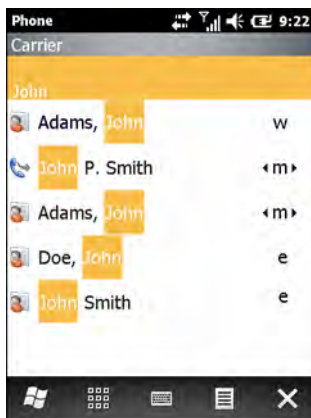 Phone 9:22
Carrier
John
Adams, John w
John P. Smith m
Adams, John m
Doe, John e
John Smith e